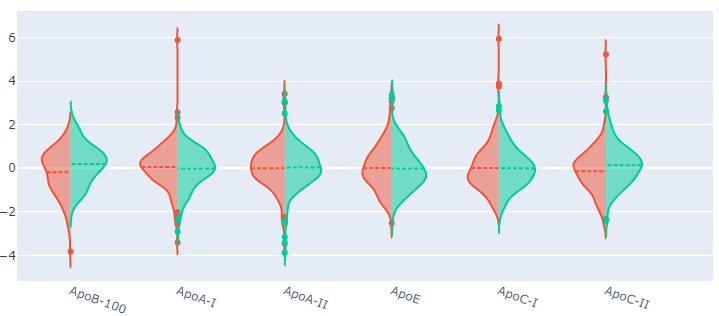 6
4
2
0
−2
−4
ApoB-100
ApoA-I
ApoA-II
ApoE
ApoC-I
ApoC-II